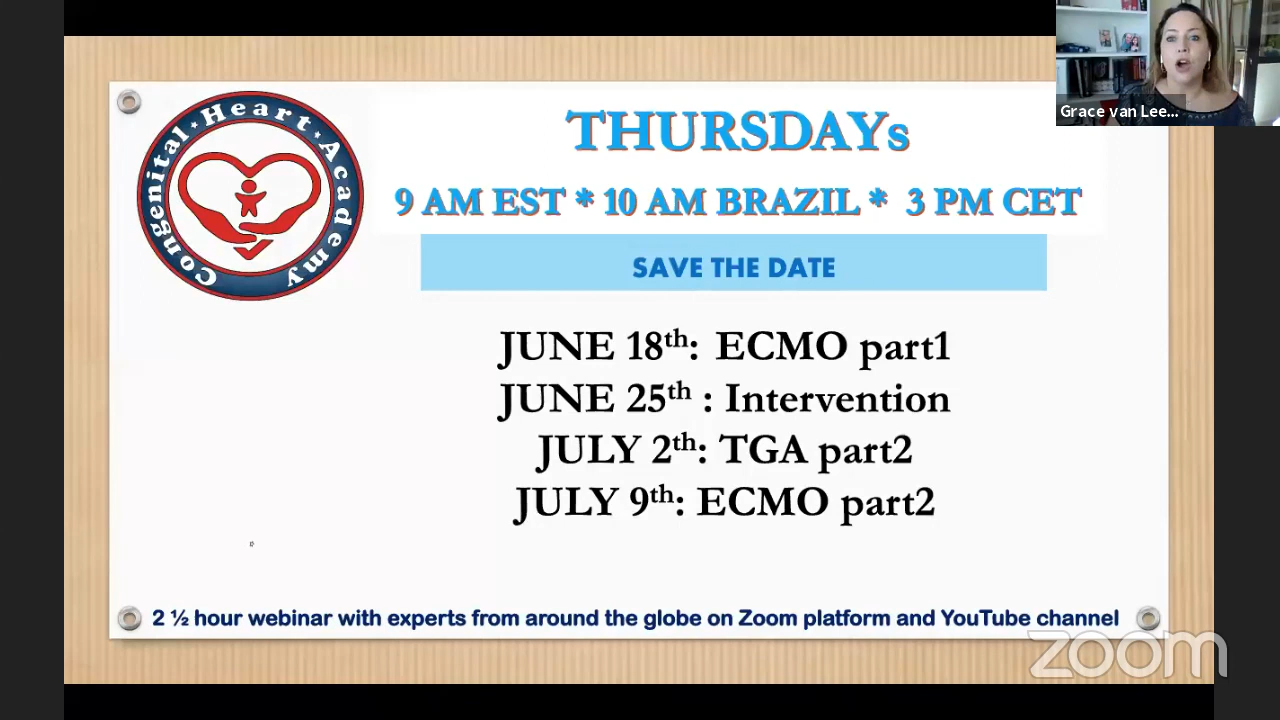 Congenital Heart Academy
THURSDAYs
9 AM EST * 10 AM BRAZIL * 3 PM CET
Grace van Lee...
SAVE THE DATE
JUNE 18th: ECMO part1
JUNE 25th : Intervention
JULY 2th: TGA part2
JULY 9th: ECMO part2
2 ½ hour webinar with experts from around the globe on Zoom platform and YouTube channel
zoom